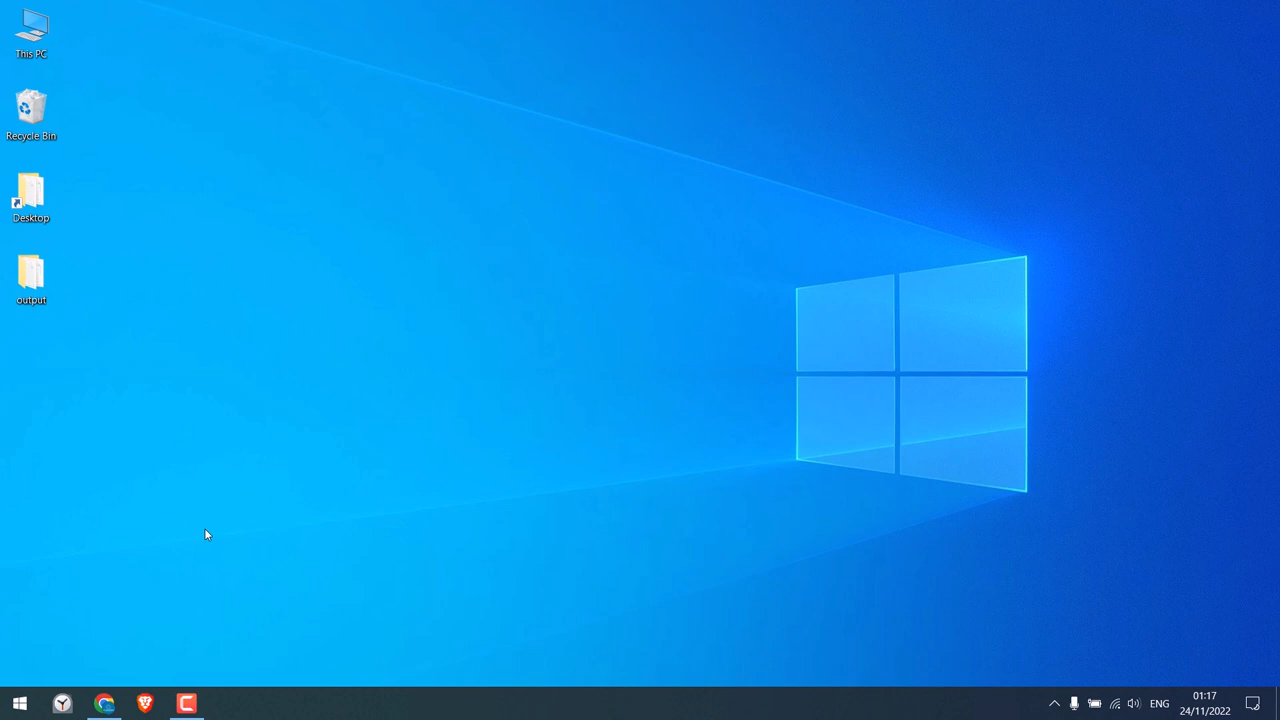 This PC
Recycle Bin
Desktop
output
ENG
01:17
24/11/2022